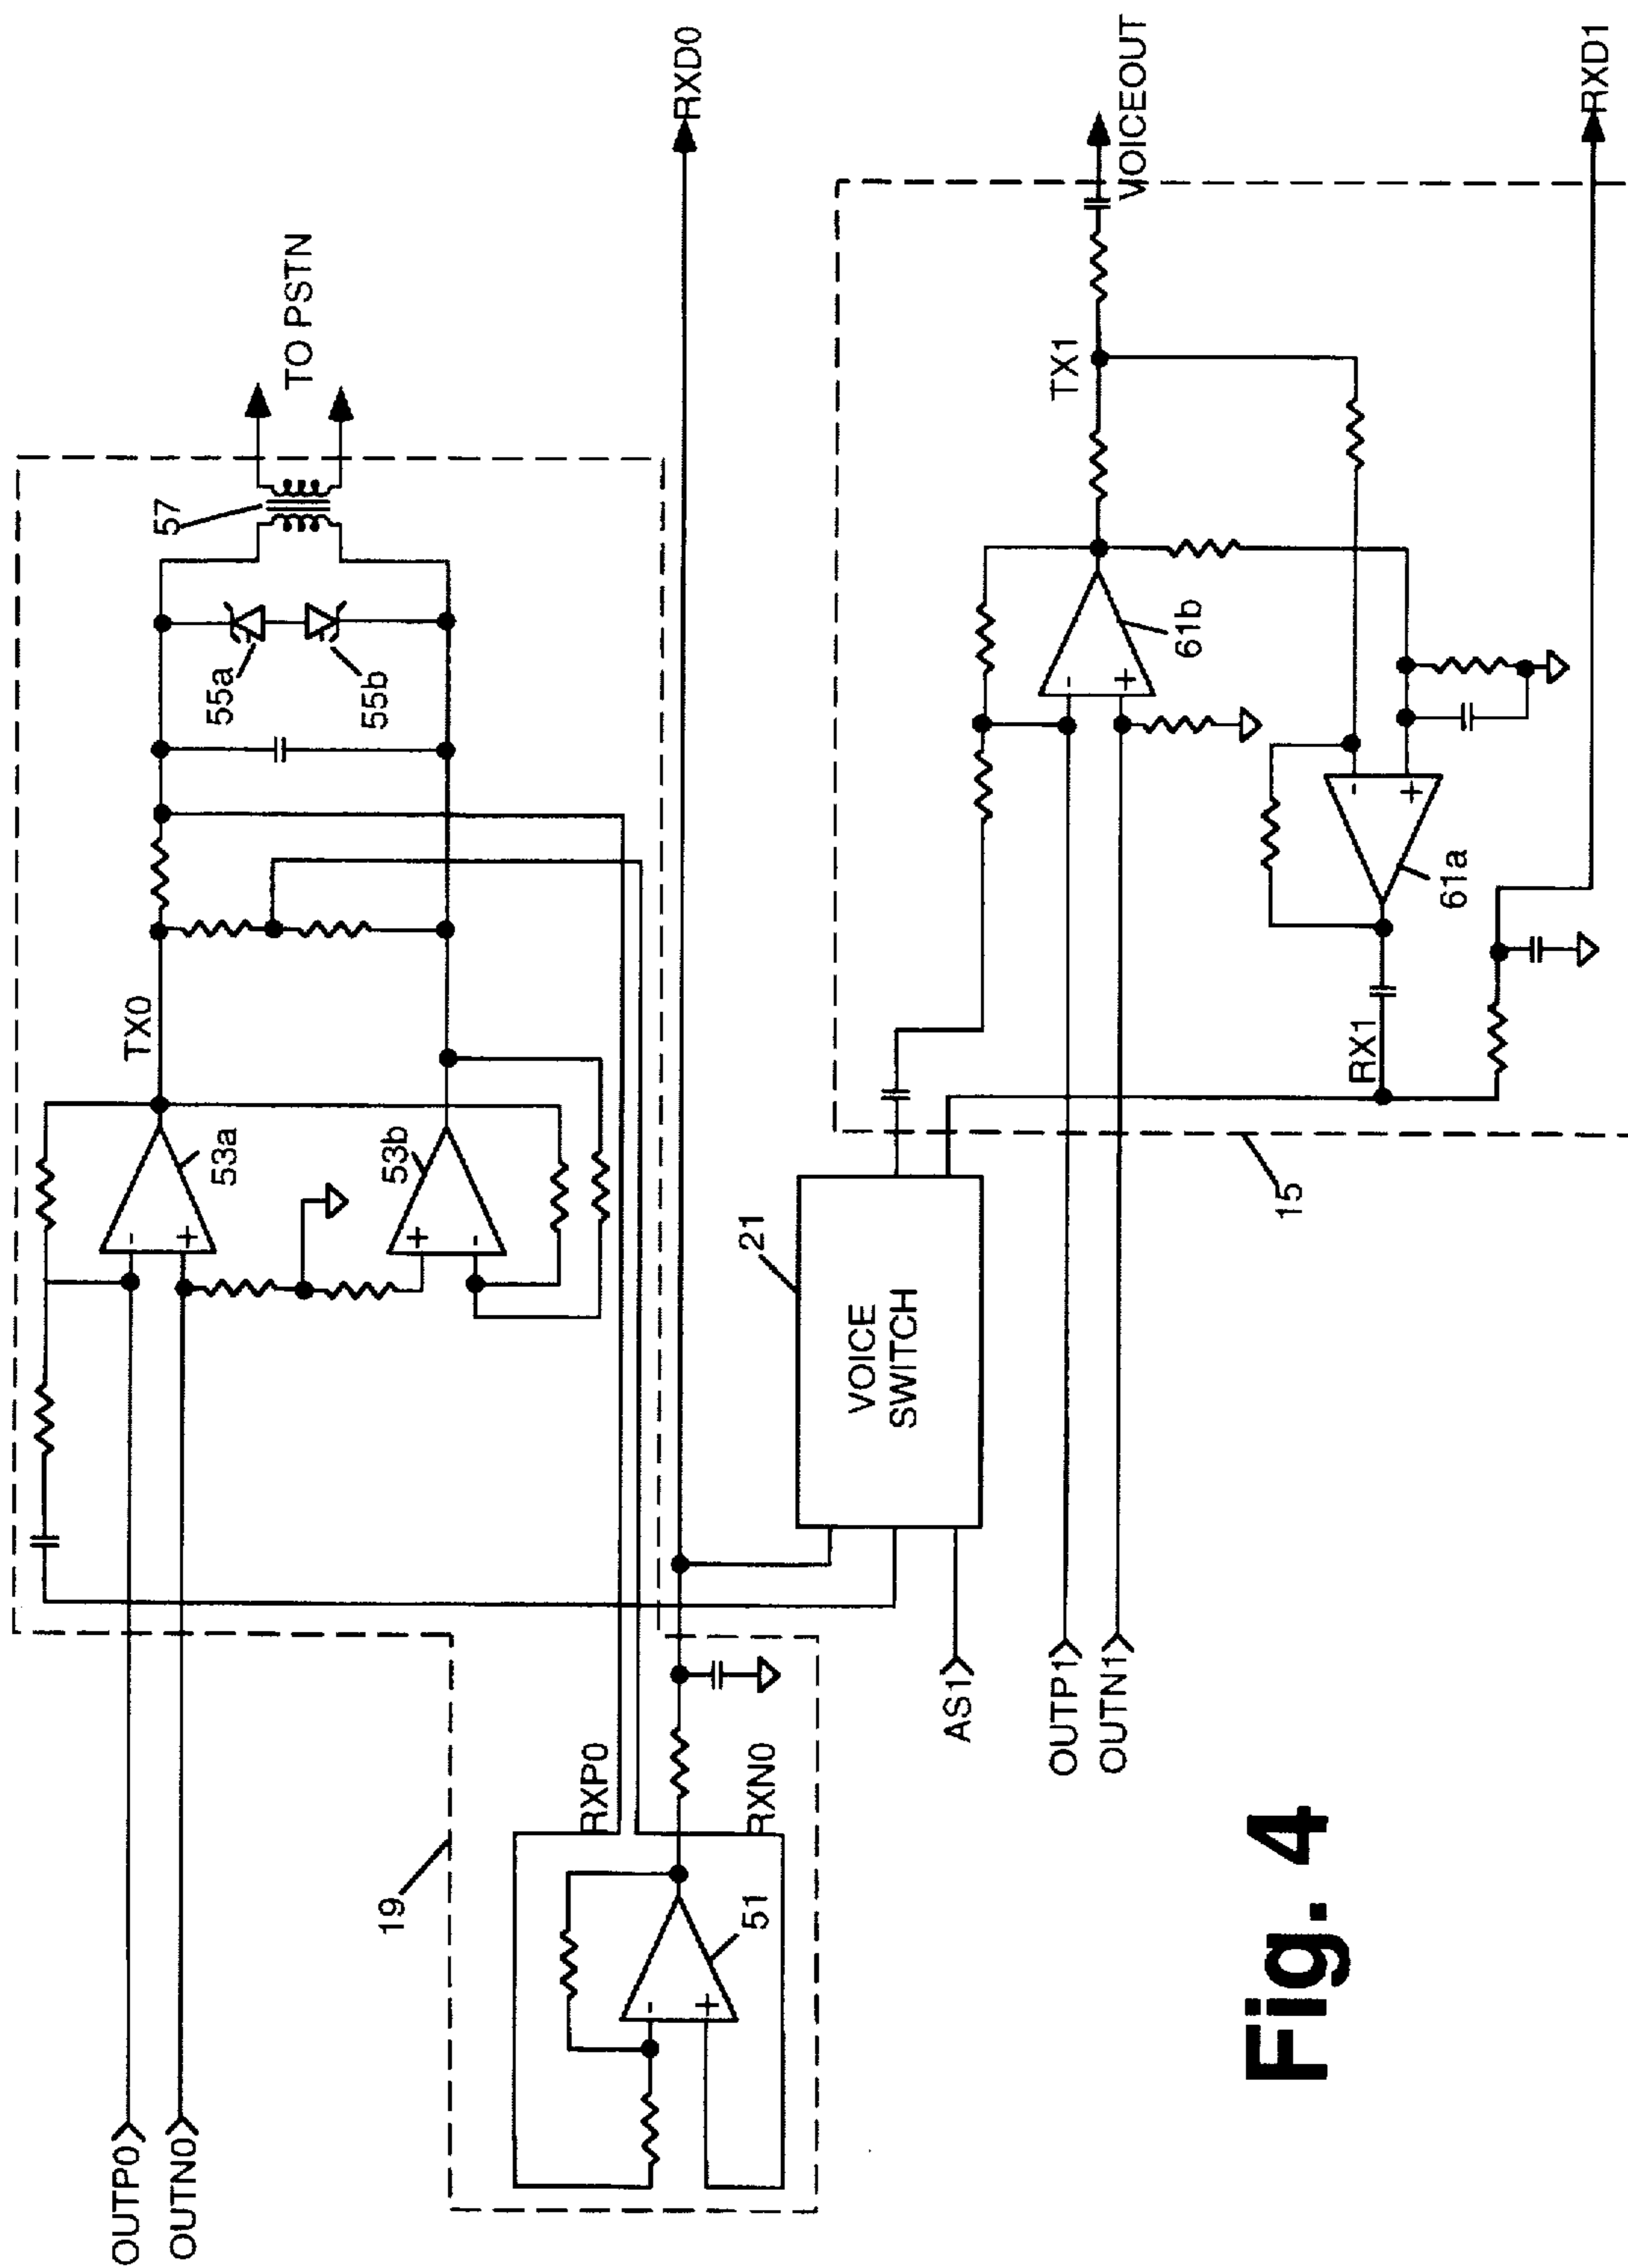 OUTP0
OUTN0
19
51
RXP0
RXN0
53a
53b
TX0
55a
55b
57
TO PSTN
RXD0
21
VOICE
SWITCH
AS1
OUTP1
OUTN1
15
RX1
61a
61b
TX1
VOICEOUT
RXD1
-
+
-
+
+
-
-
+
-
+
Fig. 4